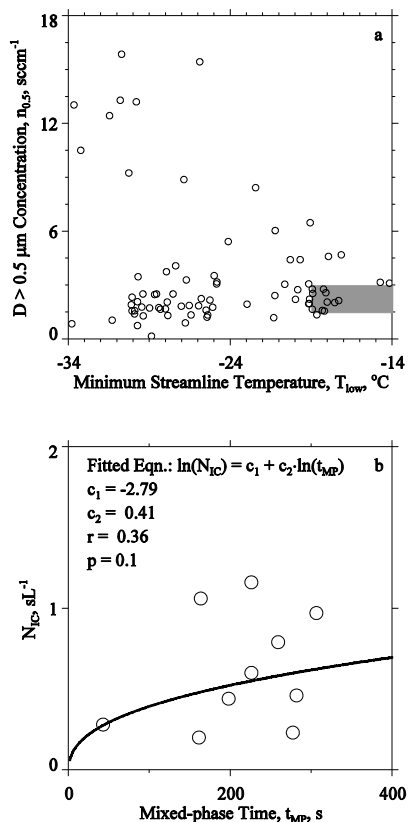 18
a
12
6
0
D > 0.5 μm Concentration, n0.5, sccm-1
-34
-24
-14
Minimum Streamline Temperature, Tlow, °C
2
Fitted Eqn.: ln(NIC) = c1 + c2·ln(tMP)
b
c1 = -2.79
c2 = 0.41
r = 0.36
p = 0.1
1
0
NIC, sL-1
0
200
400
Mixed-phase Time, tMP, s